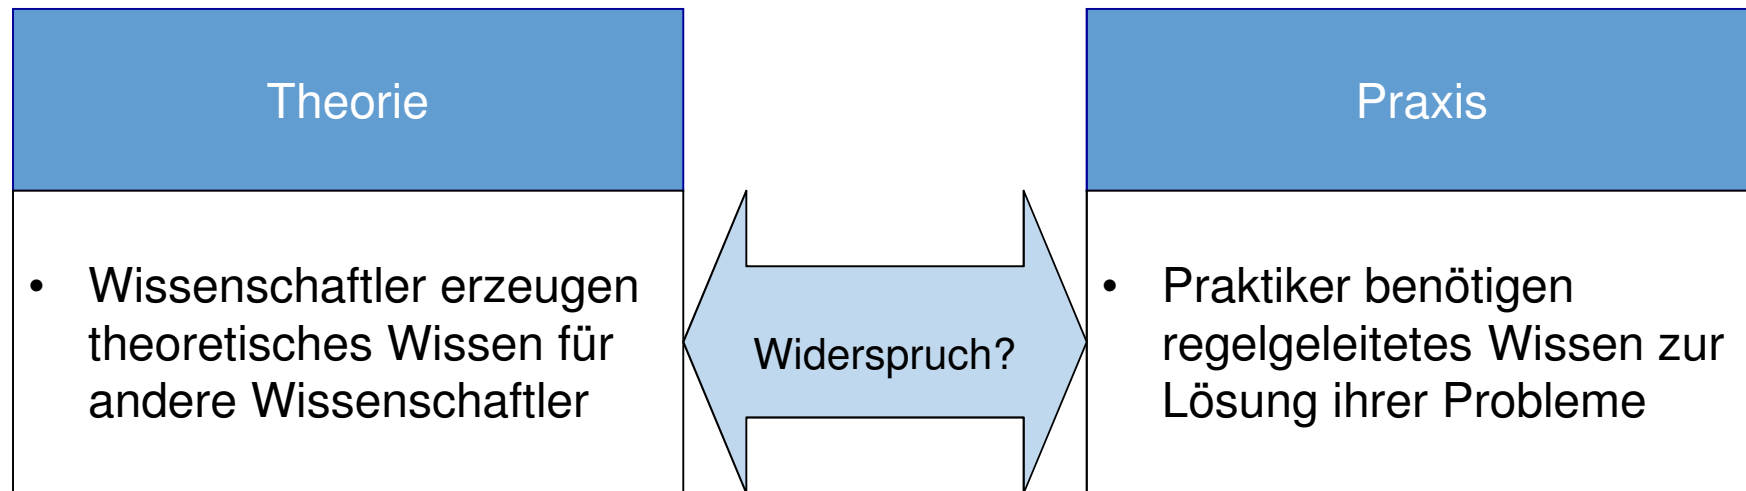 Theorie
Praxis
• Wissenschaftler erzeugen
theoretisches Wissen für
andere Wissenschaftler
Widerspruch?
• Praktiker benötigen
regelgeleitetes Wissen zur
Lösung ihrer Probleme